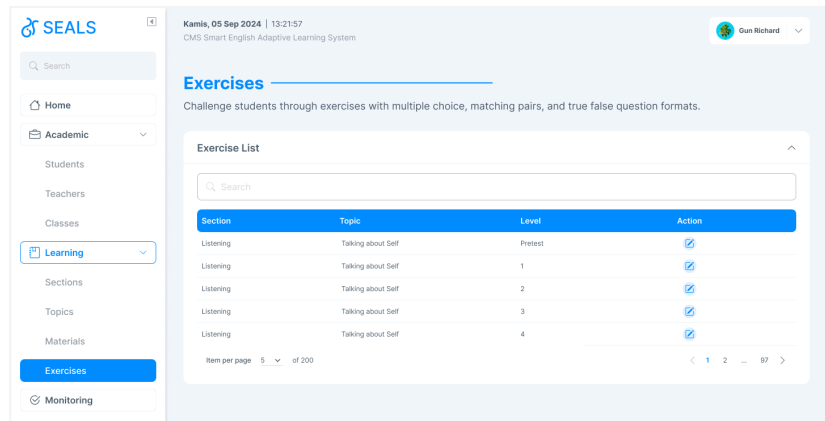 SEALS
Search
Home
Academic
Students
Teachers
Classes
Learning
Sections
Topics
Materials
Exercises
Monitoring
Kamis, 05 Sep 2024 | 13:21:57
CMS Smart English Adaptive Learning System
Gun Richard
Exercises
Challenge students through exercises with multiple choice, matching pairs, and true false question formats.
Exercise List
Search
Section Topic Level Action
Listening Talking about Self Pretest
Listening Talking about Self 1
Listening Talking about Self 2
Listening Talking about Self 3
Listening Talking about Self 4
Item per page 5 of 200 1 2 ... 97